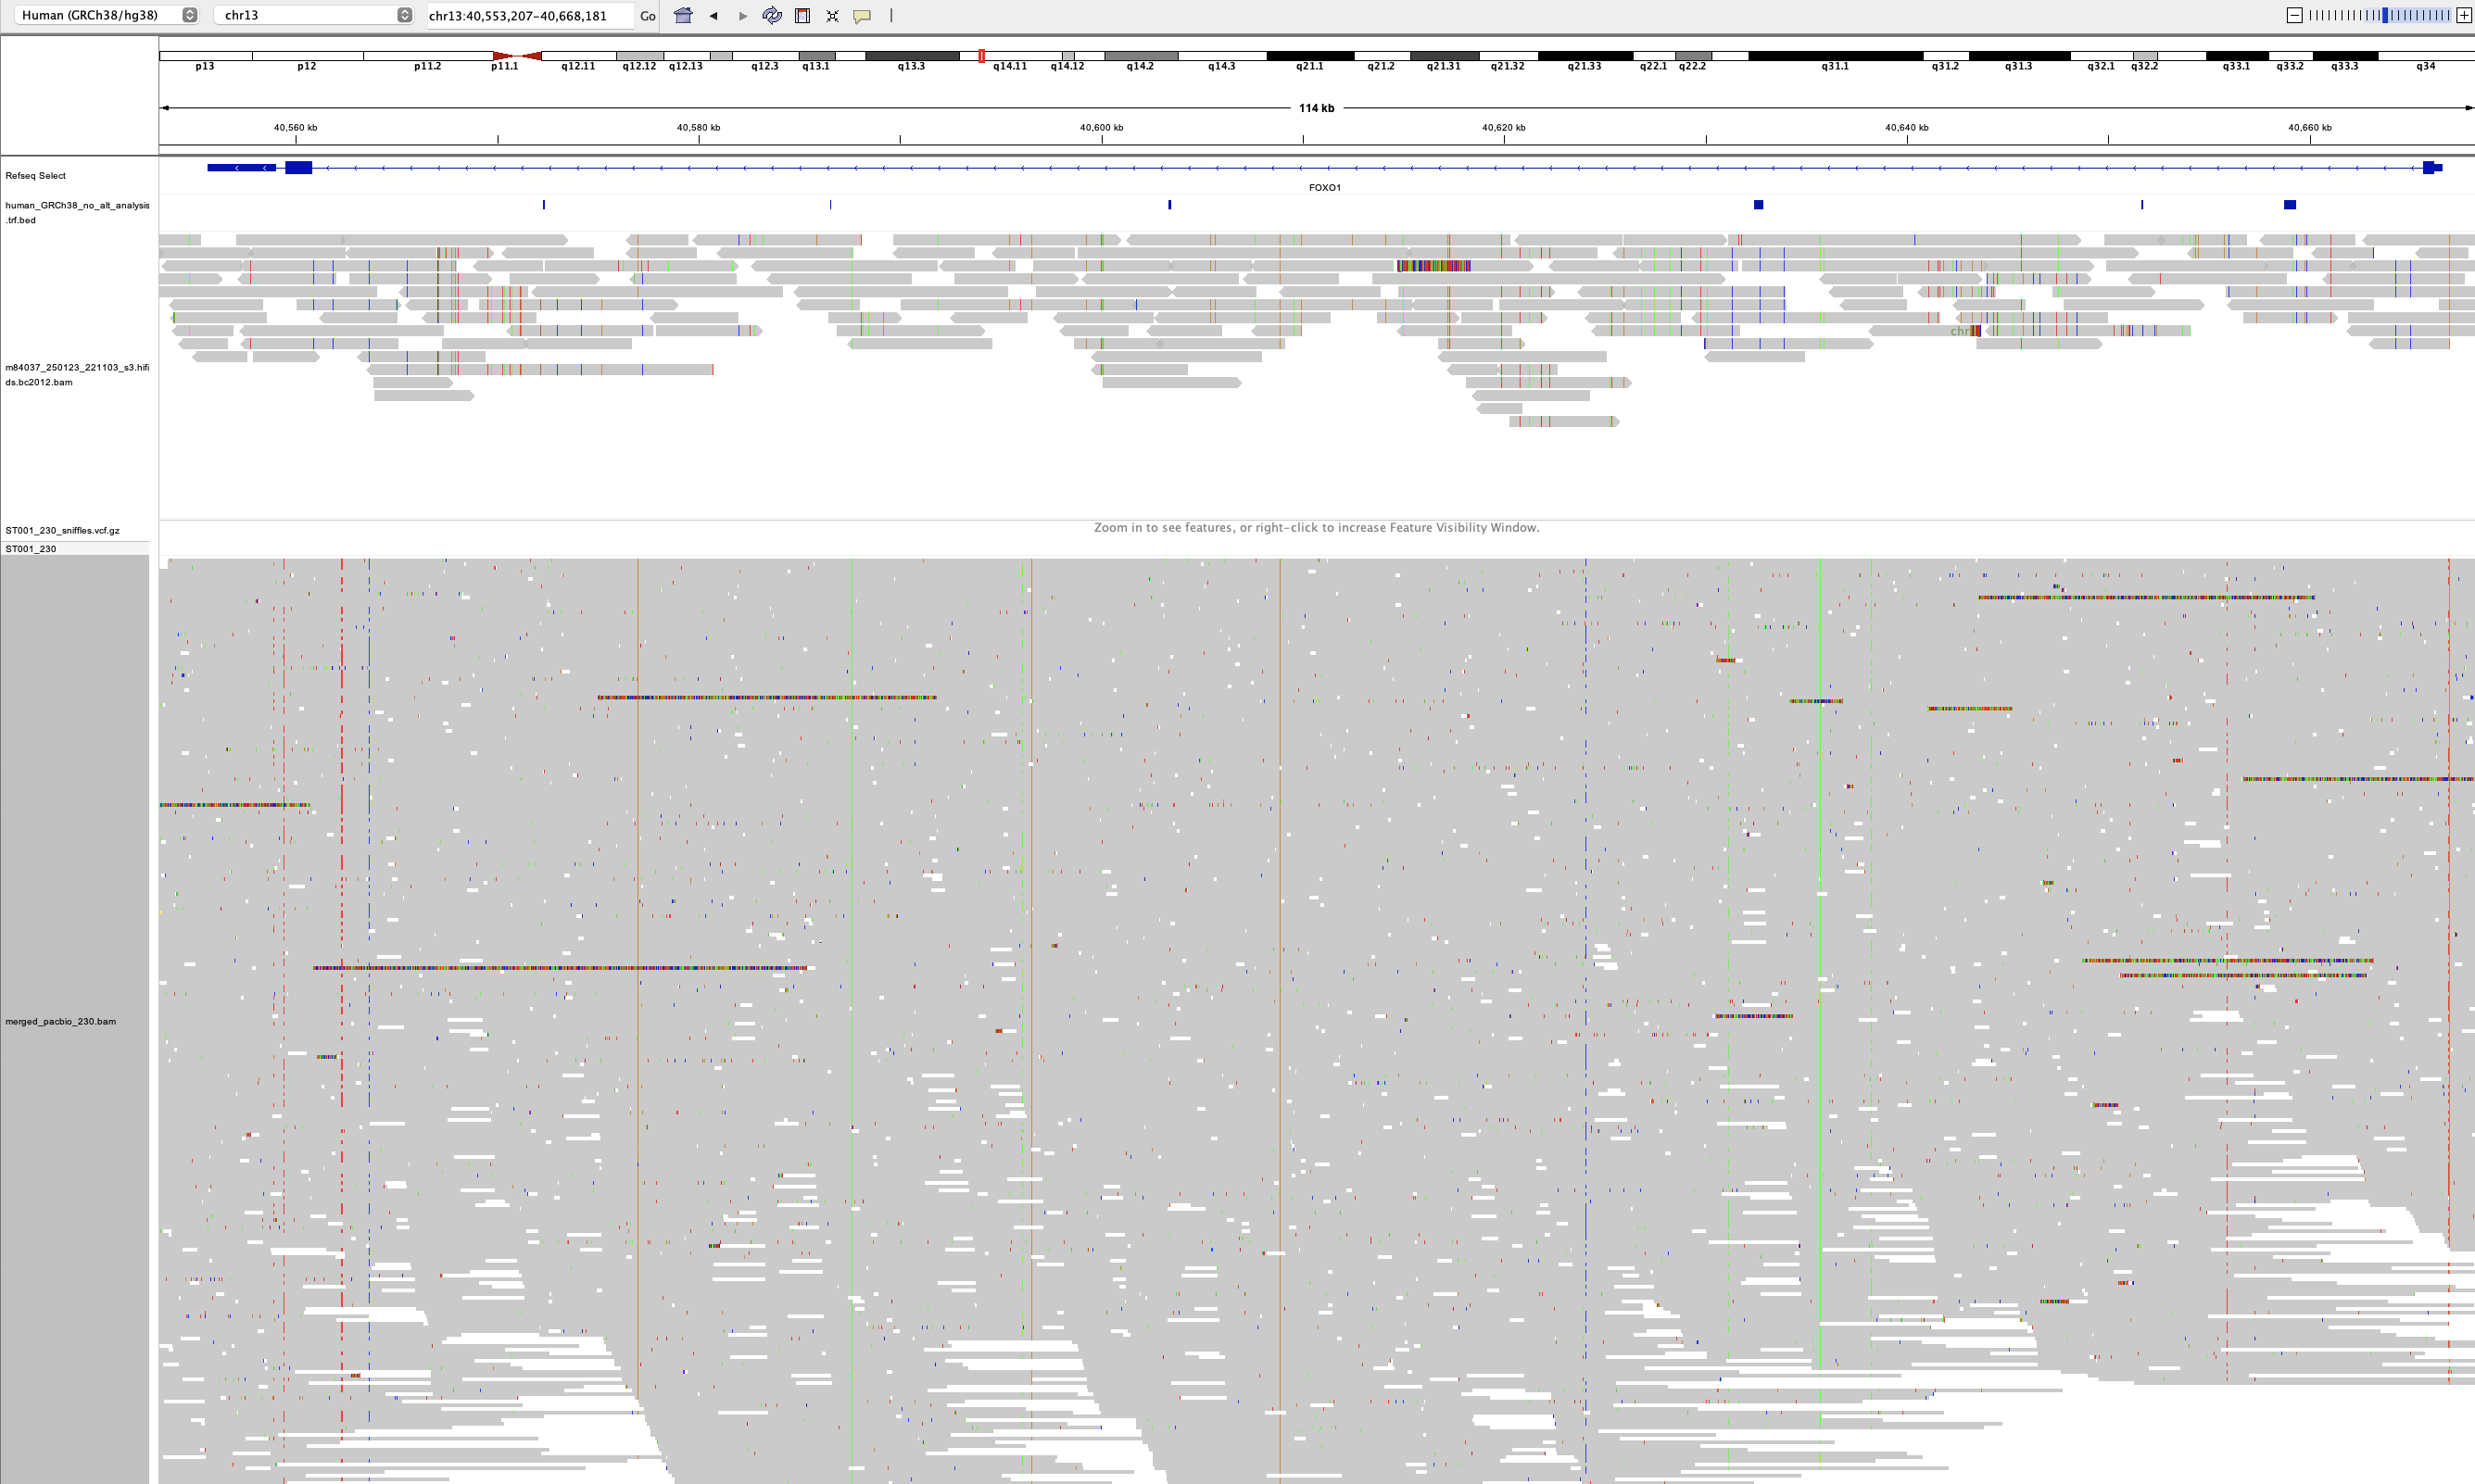 Human (GRCh38/hg38) chr13 chr13:40,553,207-40,668,181 Go
p13 p12 p11.2 p11.1 q12.11 q12.12 q12.13 q12.3 q13.1 q13.3 q14.11 q14.12 q14.2 q14.3 q21.1 q21.2 q21.31 q21.32 q21.33 q22.1 q22.2 q31.1 q31.2 q31.3 q32.1 q32.2 q33.1 q33.2 q33.3 q34
114 kb
40,560 kb 40,580 kb 40,600 kb 40,620 kb 40,640 kb 40,660 kb
Refseq Select
FOXO1
human_GRCh38_no_alt_analysis
.trf.bed
chr
m84037_250123_221103_s3.hifi
ds.bc2012.bam
ST001_230_sniffles.vcf.gz
Zoom in to see features, or right-click to increase Feature Visibility Window.
ST001_230
merged_pacbio_230.bam